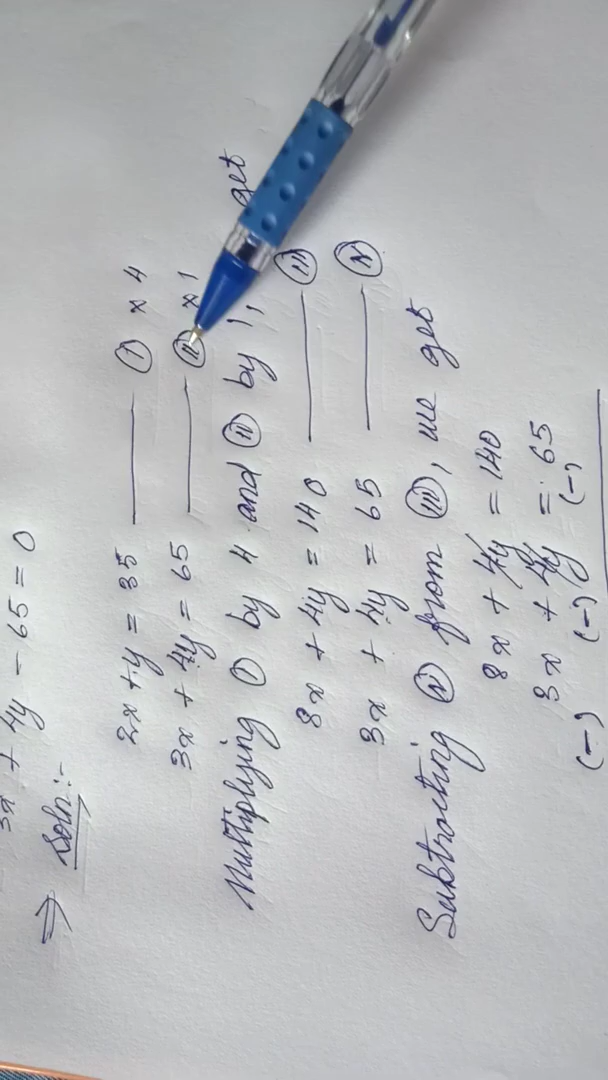 3x + 4y - 65 = 0
⇒ Soln:-
2x + y = 35 —— (I) × 4
3x + 4y = 65 —— (II) × 1
Multiplying (I) by 4 and (II) by 1, get
8x + 4y = 140 —— (III)
3x + 4y = 65 —— (IV)
Subtracting (IV) from (III), we get
8x + 4y = 140
3x + 4y = 65
(-) (-) (-)